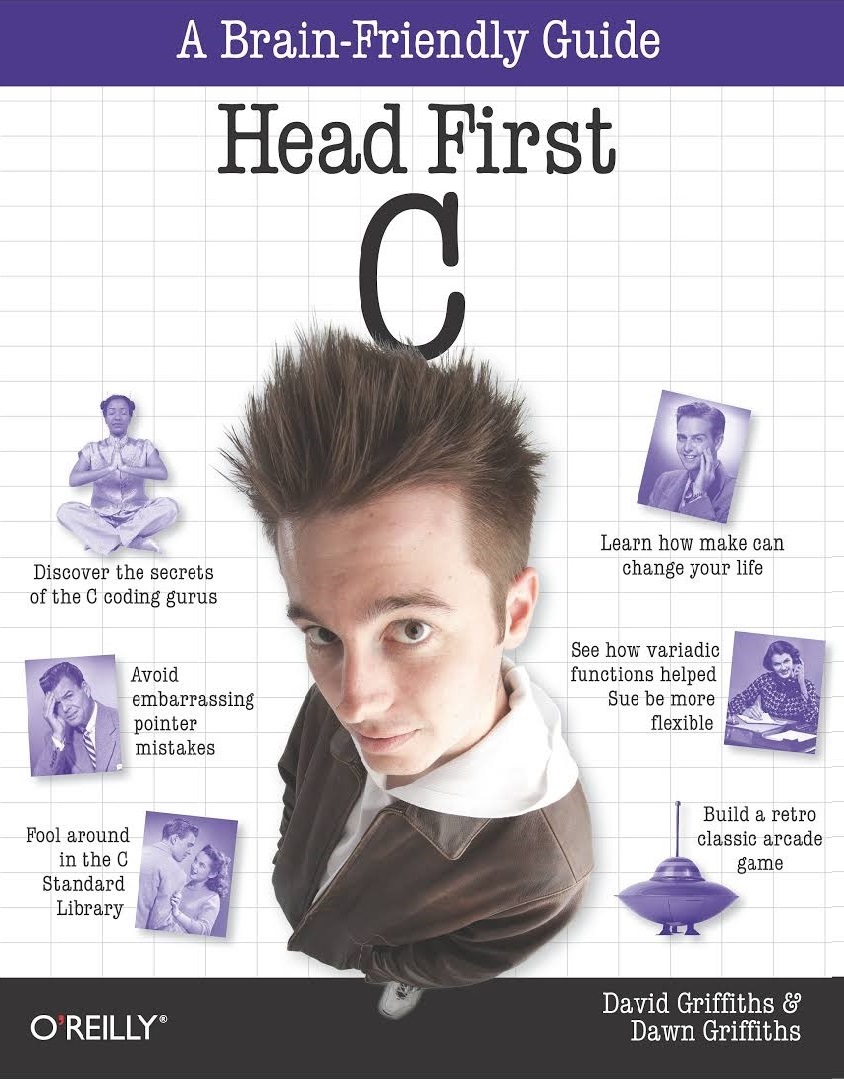 A Brain-Friendly Guide
Head First
C
Discover the secrets
of the C coding gurus
Learn how make can
change your life
Avoid
embarrassing
pointer
mistakes
See how variadic
functions helped
Sue be more
flexible
Fool around
in the C
Standard
Library
Build a retro
classic arcade
game
O'REILLY®
David Griffiths &
Dawn Griffiths